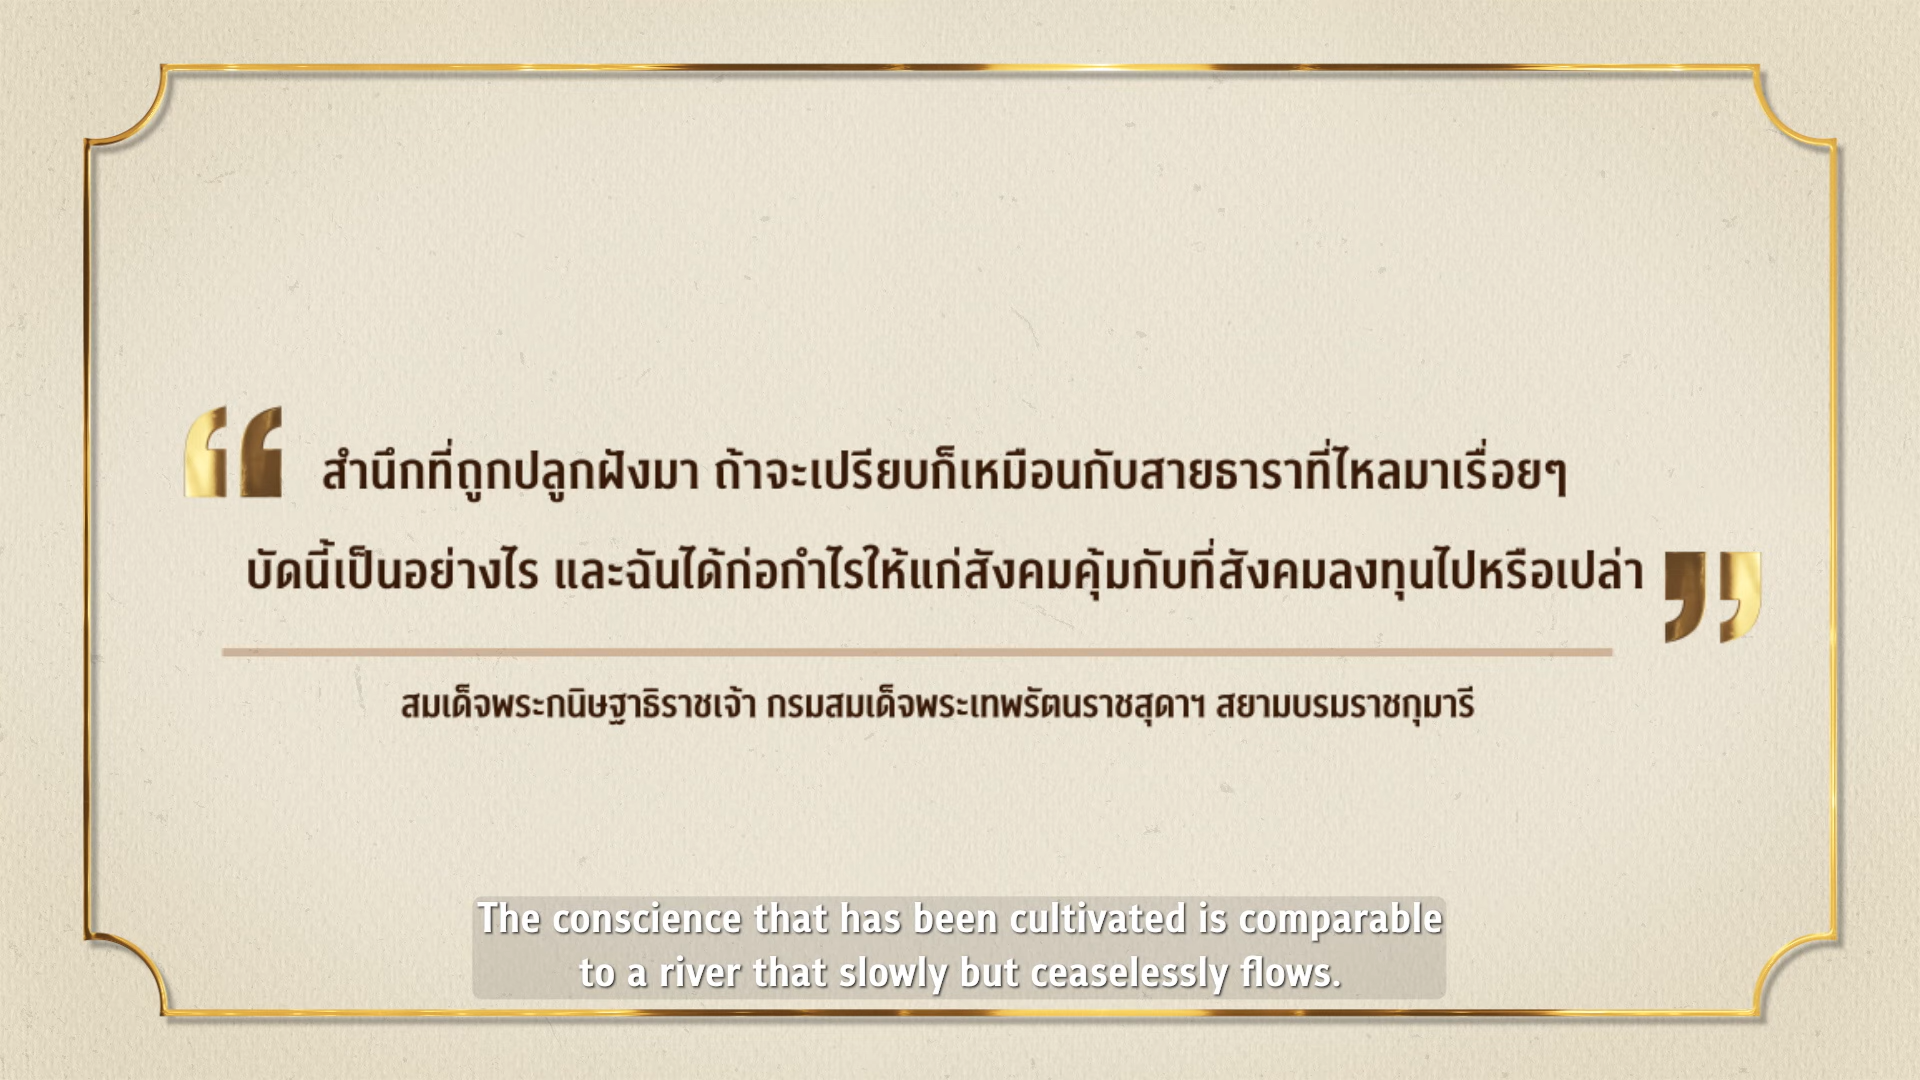 “ สำนึกที่ถูกปลูกฝังมา ถ้าจะเปรียบก็เหมือนกับสายธาราที่ไหลมาเรื่อยๆ
บัดนี้เป็นอย่างไร และฉันได้ก่อกำไรให้แก่สังคมคุ้มกับที่สังคมลงทุนไปหรือเปล่า ”
สมเด็จพระกนิษฐาธิราชเจ้า กรมสมเด็จพระเทพรัตนราชสุดาฯ สยามบรมราชกุมารี
The conscience that has been cultivated is comparable
to a river that slowly but ceaselessly flows.